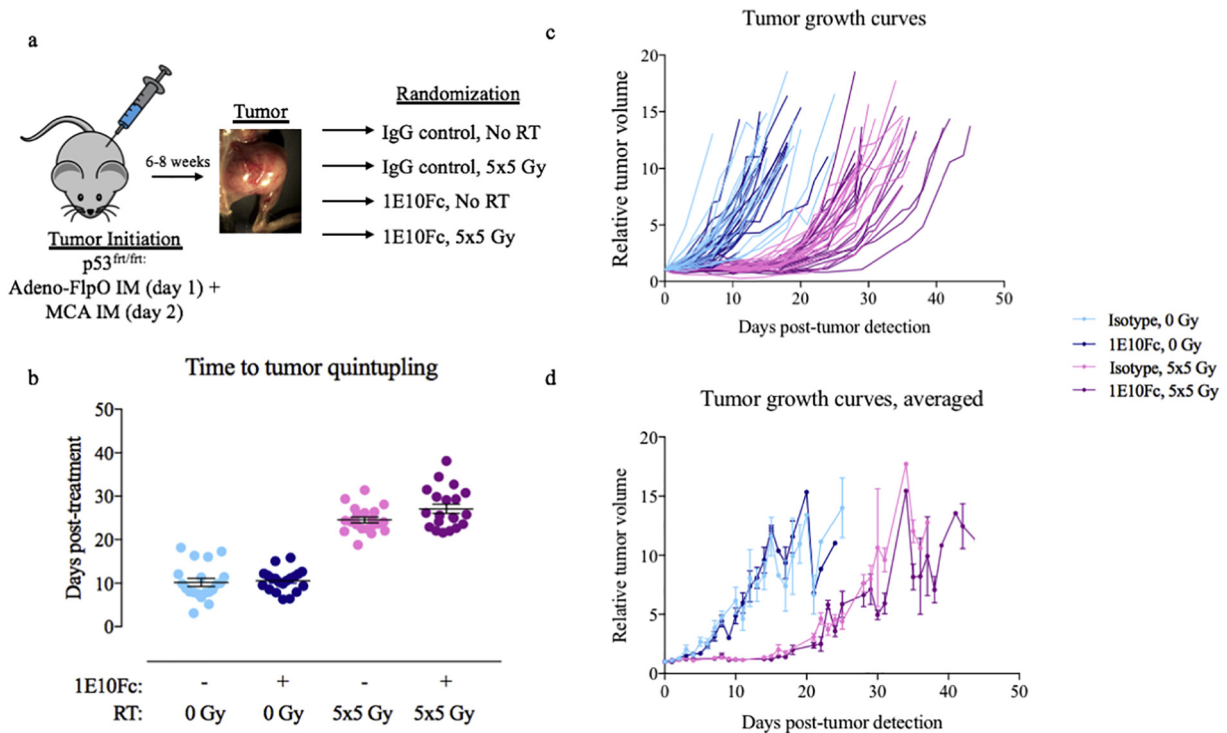 a
Tumor
6-8 weeks
Randomization
IgG control, No RT
IgG control, 5x5 Gy
1E10Fc, No RT
1E10Fc, 5x5 Gy
Tumor Initiation
p53frt/frt:
Adeno-FlpO IM (day 1) +
MCA IM (day 2)
b
Time to tumor quintupling
Days post-treatment
50
40
30
20
10
0
1E10Fc: - + - +
RT: 0 Gy 0 Gy 5x5 Gy 5x5 Gy
c
Tumor growth curves
Relative tumor volume
20
15
10
5
0
0 10 20 30 40 50
Days post-tumor detection
Isotype, 0 Gy
1E10Fc, 0 Gy
Isotype, 5x5 Gy
1E10Fc, 5x5 Gy
d
Tumor growth curves, averaged
Relative tumor volume
20
15
10
5
0
0 10 20 30 40 50
Days post-tumor detection